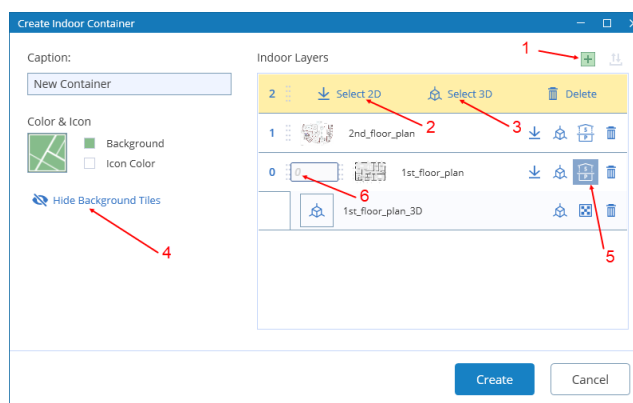 Create Indoor Container
Caption:
New Container
Color & Icon
Background
Icon Color
Hide Background Tiles
4
Indoor Layers
1
2 Select 2D Select 3D Delete
2 3
1 2nd_floor_plan
0 0 1st_floor_plan
6
1st_floor_plan_3D
5
Create Cancel